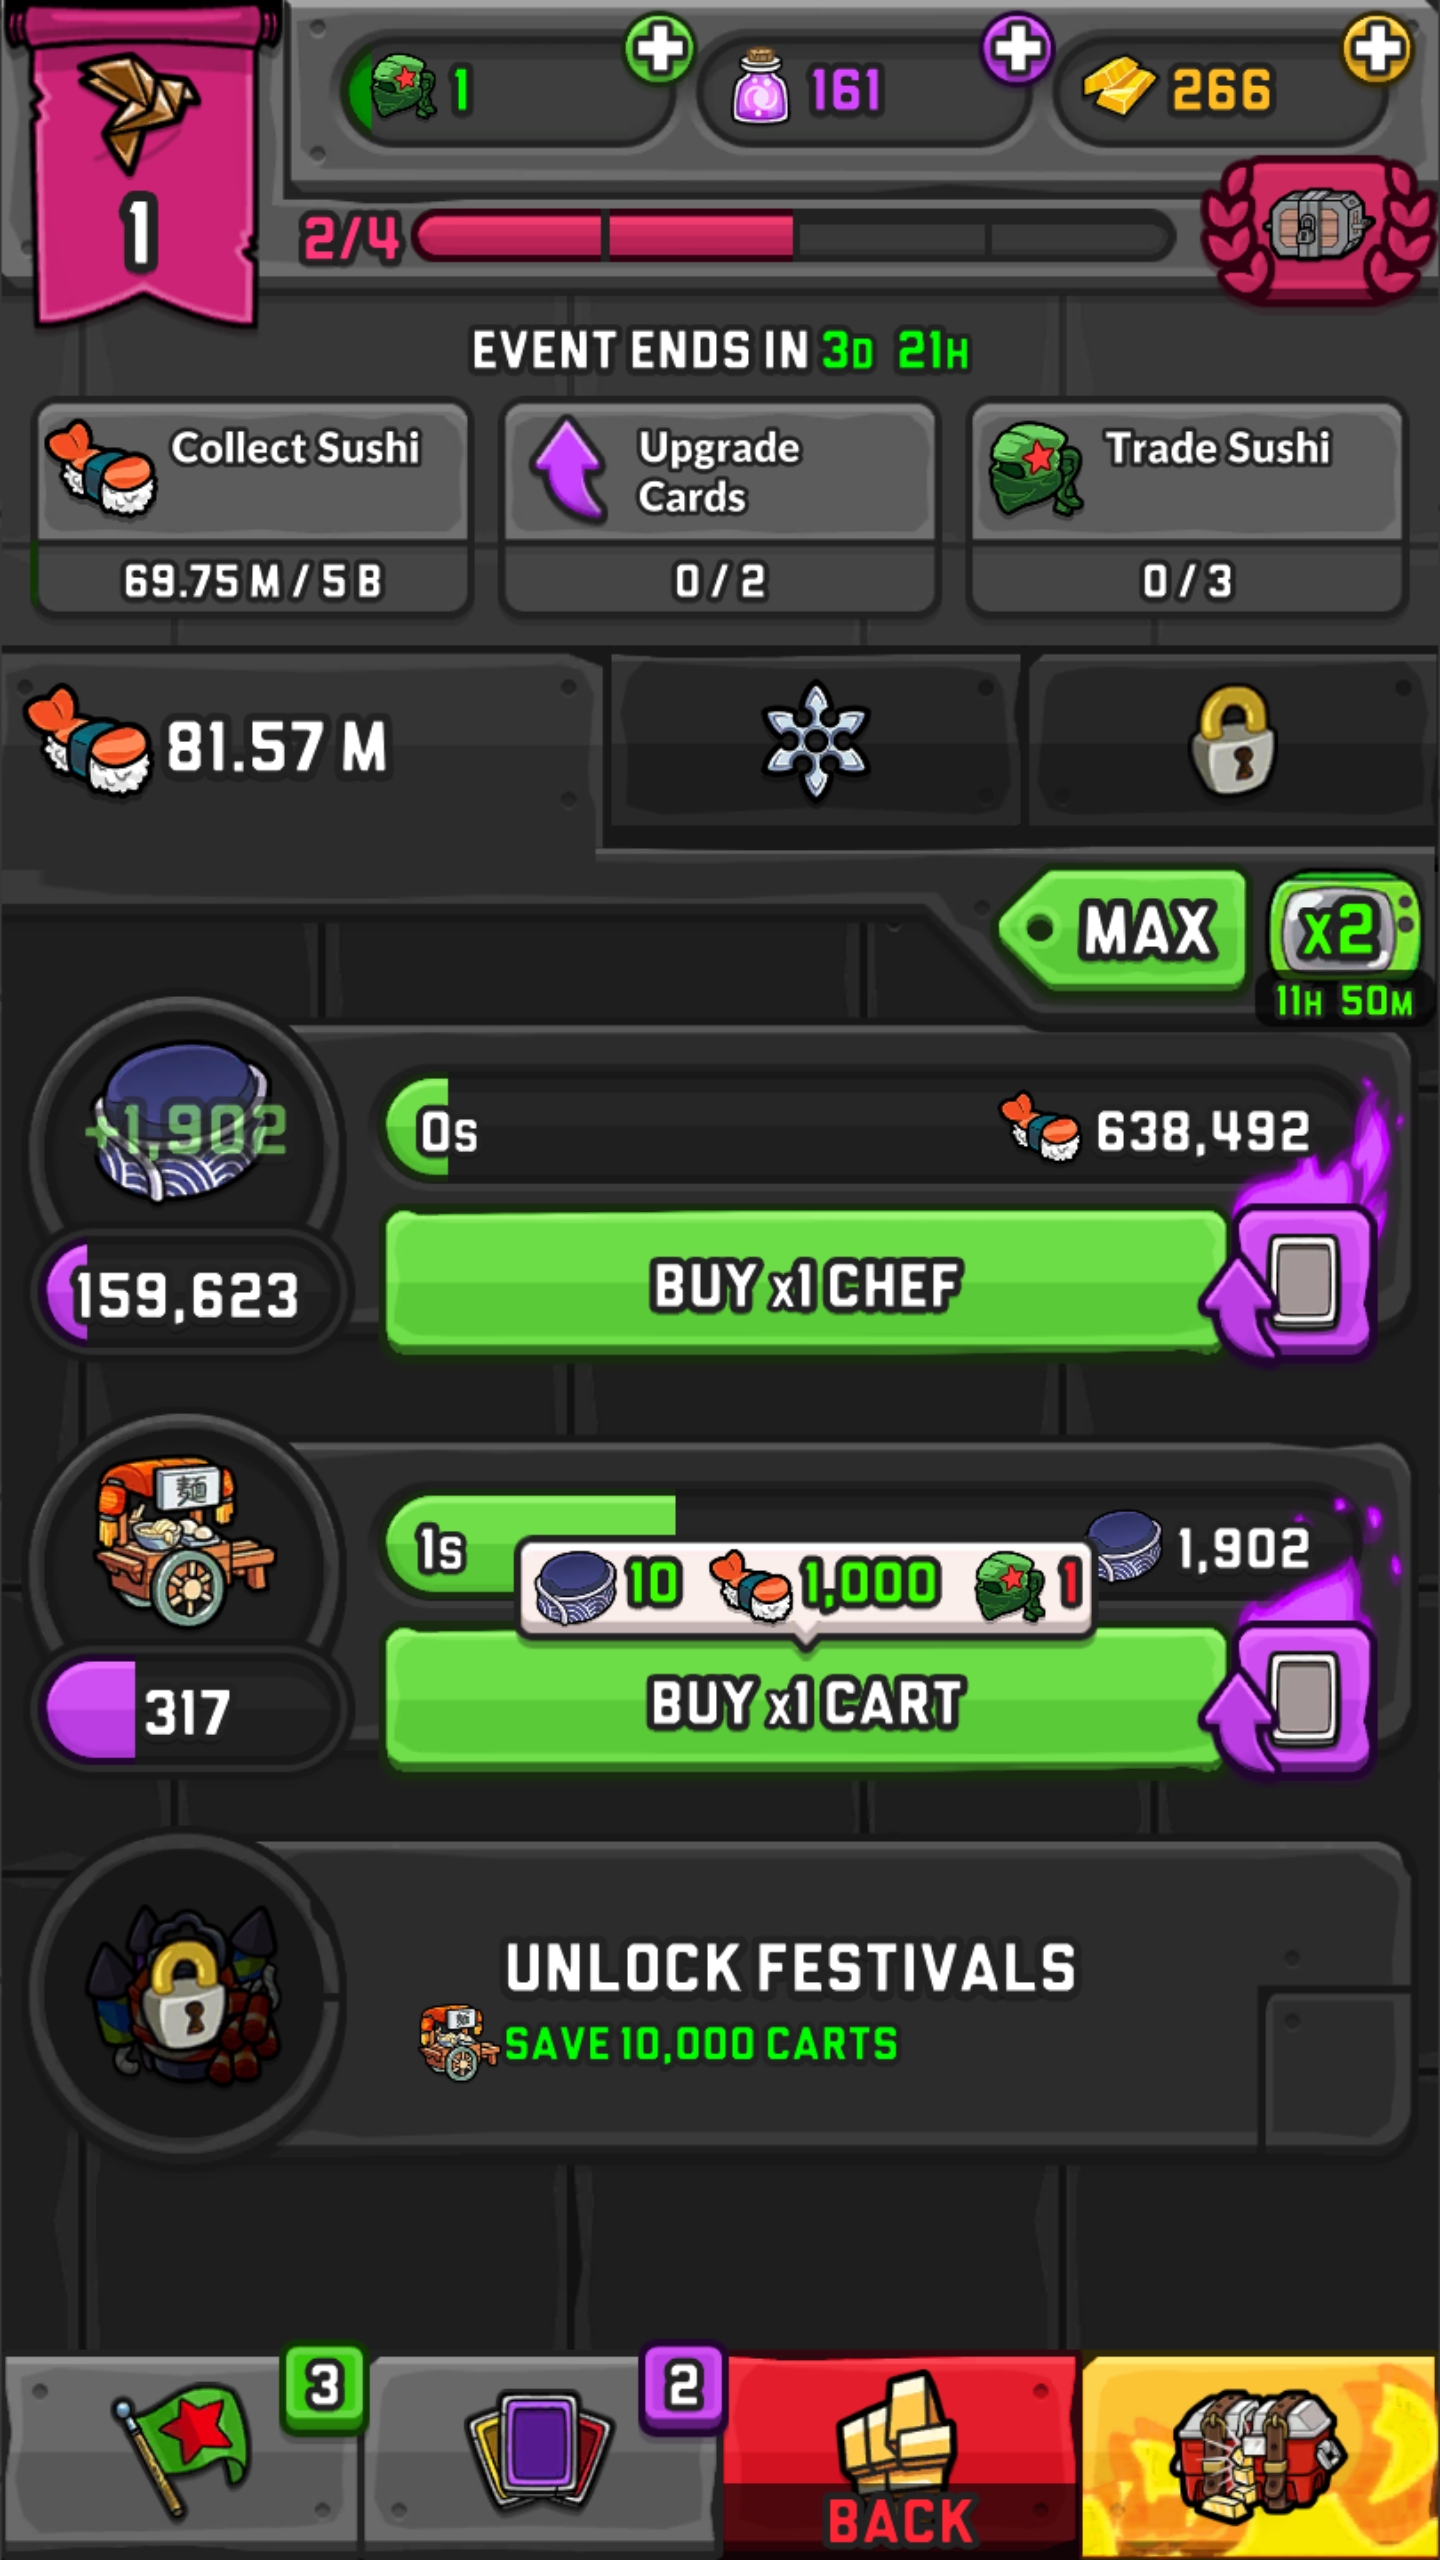 1
161
266
1
2/4
EVENT ENDS IN 3D 21H
Collect Sushi
69.75 M / 5 B
Upgrade
Cards
0 / 2
Trade Sushi
0 / 3
81.57 M
MAX
x2
11H 50M
+1,902
0s
638,492
159,623
BUY x1 CHEF
麺
1s
1,902
10
1,000
1
317
BUY x1 CART
UNLOCK FESTIVALS
SAVE 10,000 CARTS
3
2
BACK